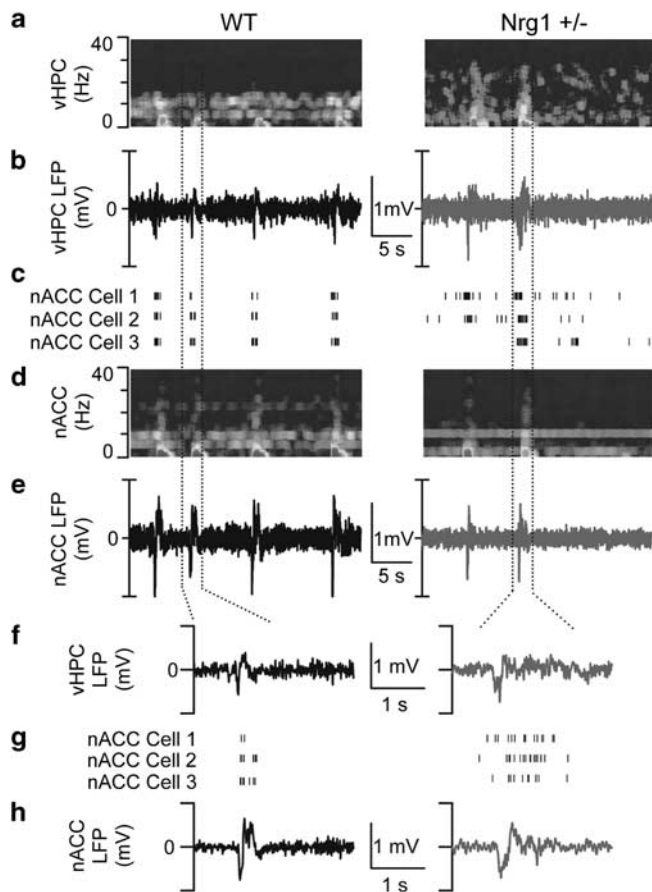 a WT Nrg1 +/-
vHPC
(Hz)
40
0
b
vHPC LFP
(mV)
0
1mV
5 s
c
nACC Cell 1
nACC Cell 2
nACC Cell 3
d
nACC
(Hz)
40
0
e
nACC LFP
(mV)
0
1mV
5 s
f
vHPC
LFP
(mV)
0
1 mV
1 s
g
nACC Cell 1
nACC Cell 2
nACC Cell 3
h
nACC
LFP
(mV)
0
1 mV
1 s